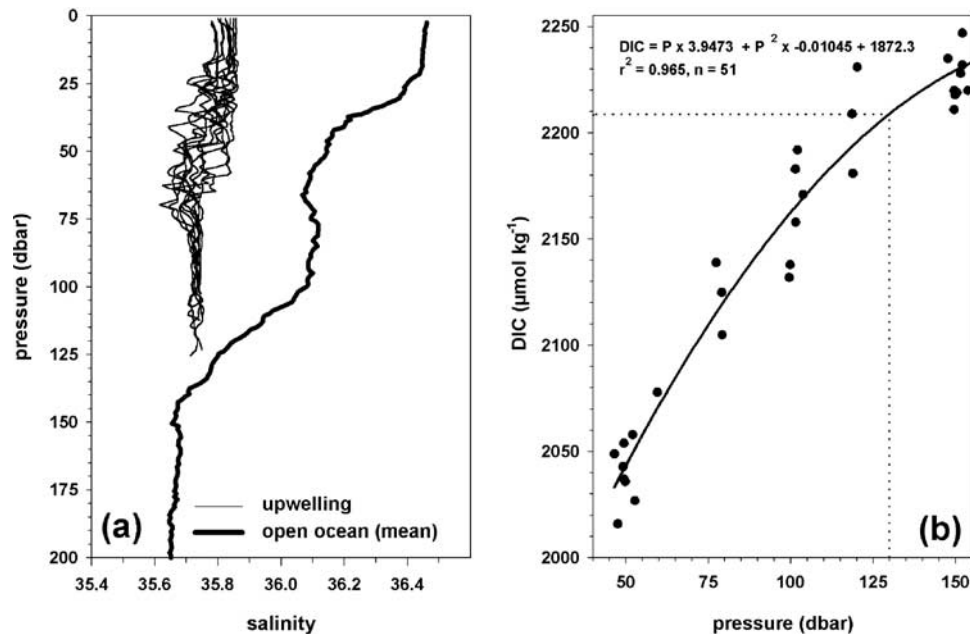 0
25
50
75
100
125
150
175
200
pressure (dbar)
35.4
35.6
35.8
36.0
36.2
36.4
salinity
upwelling
open ocean (mean)
(a)
2250
2200
2150
2100
2050
2000
DIC (µmol kg⁻¹)
DIC = P x 3.9473 + P ² x -0.01045 + 1872.3
r² = 0.965, n = 51
50
75
100
125
150
pressure (dbar)
(b)